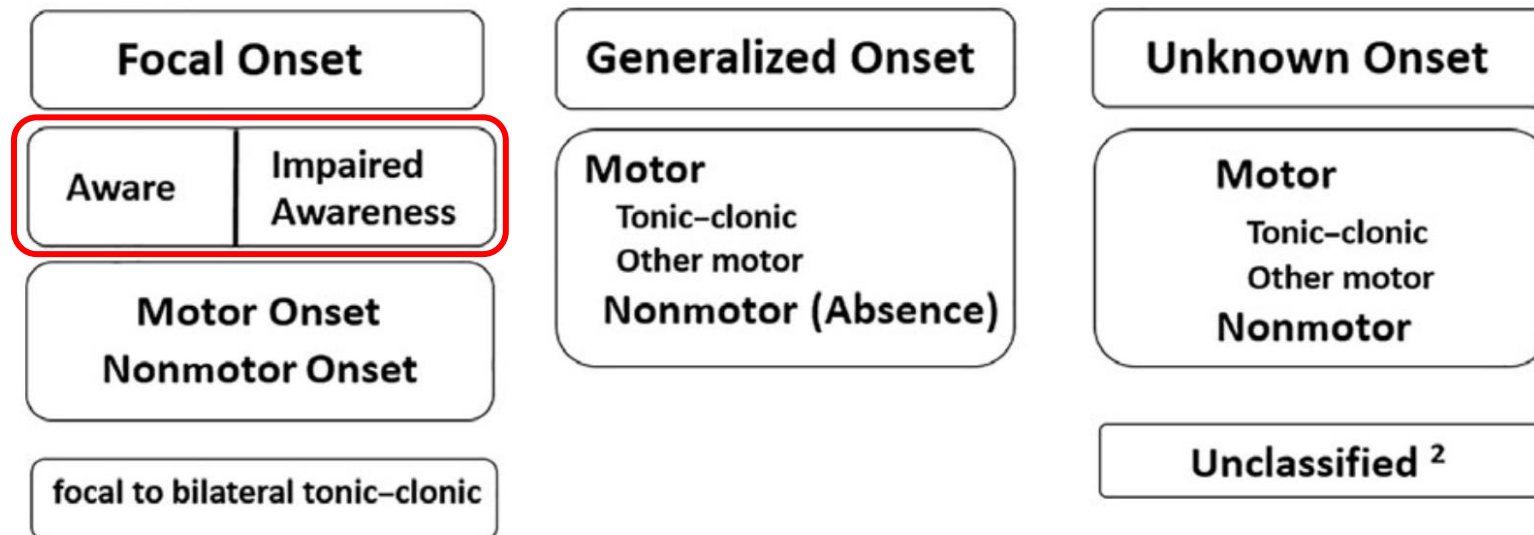 Focal Onset
Aware
Impaired
Awareness
Motor Onset
Nonmotor Onset
focal to bilateral tonic–clonic
Generalized Onset
Motor
Tonic–clonic
Other motor
Nonmotor (Absence)
Unknown Onset
Motor
Tonic–clonic
Other motor
Nonmotor
Unclassified ²